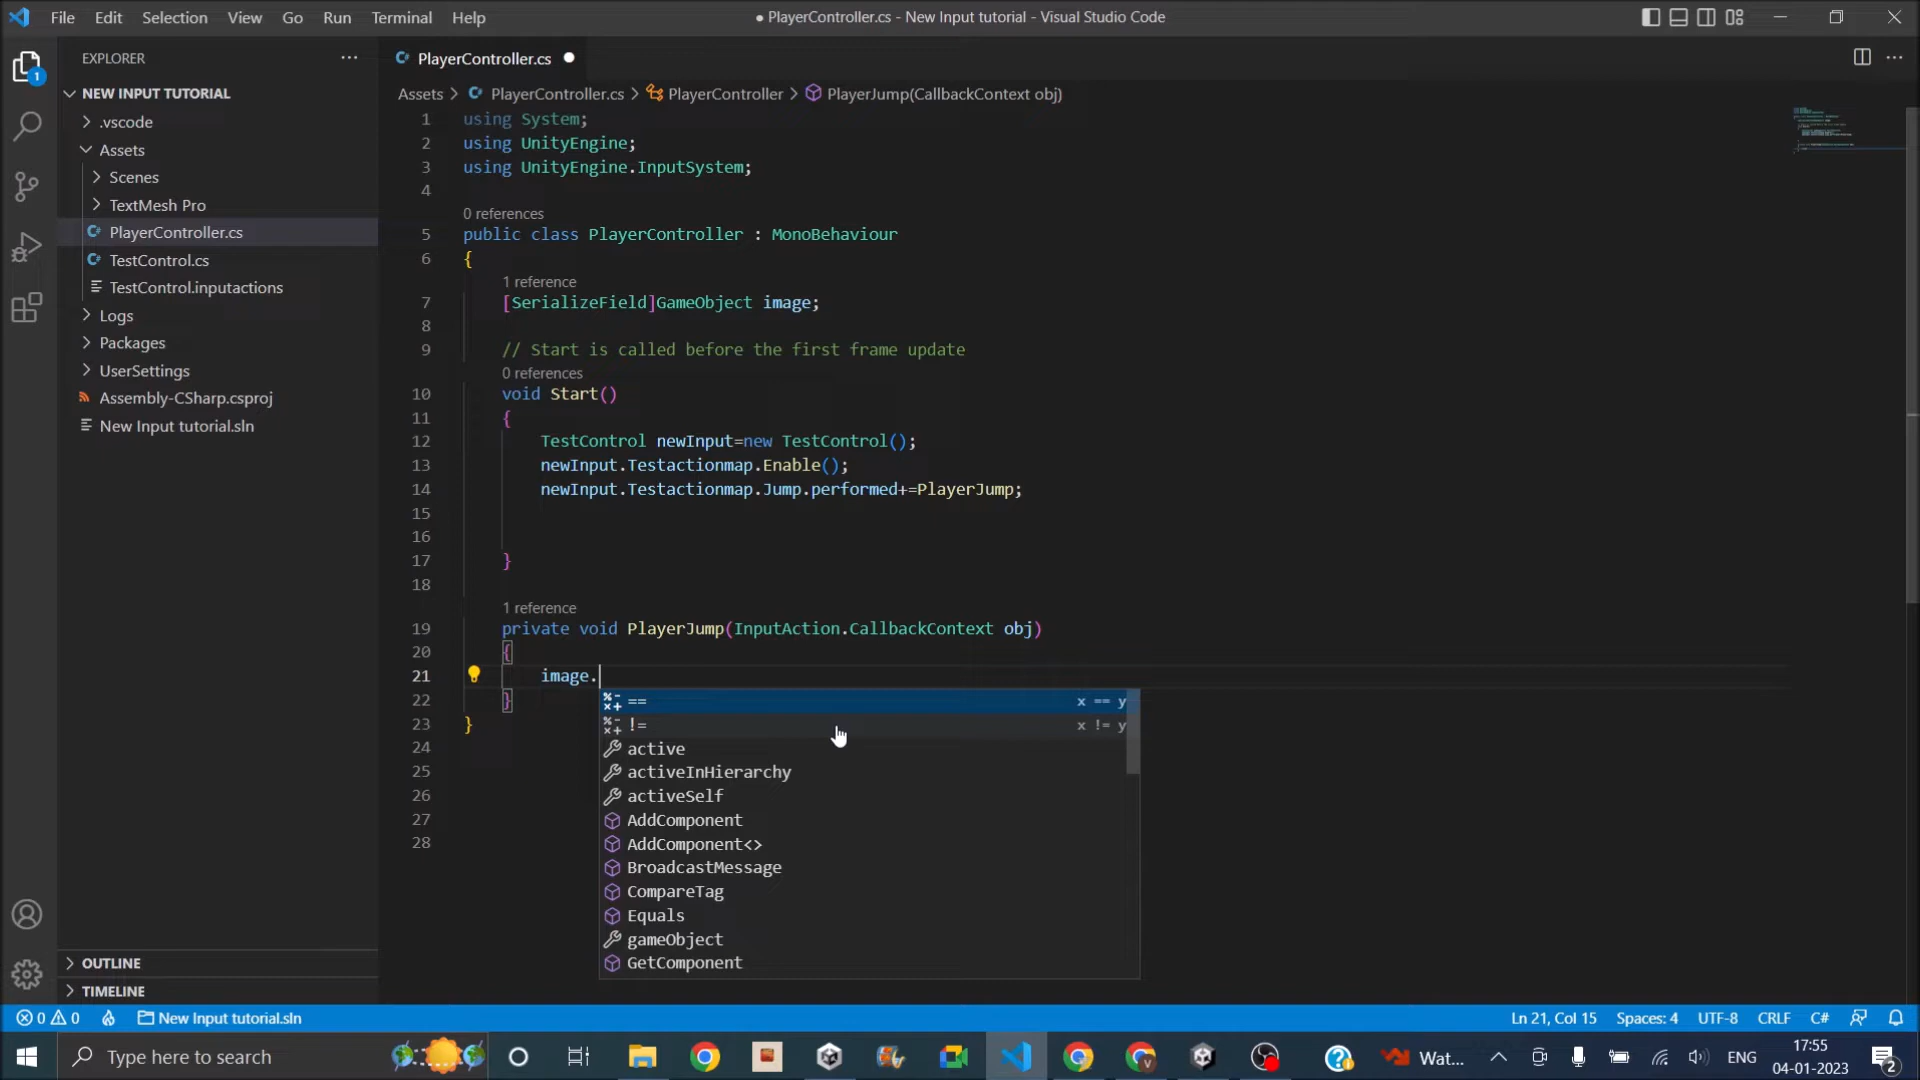 File Edit Selection View Go Run Terminal Help
● PlayerController.cs - New Input tutorial - Visual Studio Code
EXPLORER
PlayerController.cs
1
NEW INPUT TUTORIAL
.vscode
Assets
Scenes
TextMesh Pro
PlayerController.cs
TestControl.cs
TestControl.inputactions
Logs
Packages
UserSettings
Assembly-CSharp.csproj
New Input tutorial.sln
OUTLINE
TIMELINE
Assets > PlayerController.cs > PlayerController > PlayerJump(CallbackContext obj)
1 using System;
2 using UnityEngine;
3 using UnityEngine.InputSystem;
4
0 references
5 public class PlayerController : MonoBehaviour
6 {
1 reference
7 [SerializeField]GameObject image;
8
9 // Start is called before the first frame update
0 references
10 void Start()
11 {
12 TestControl newInput=new TestControl();
13 newInput.Testactionmap.Enable();
14 newInput.Testactionmap.Jump.performed+=PlayerJump;
15
16
17 }
18
1 reference
19 private void PlayerJump(InputAction.CallbackContext obj)
20 {
21 image.
22 }
23 }
24
25
26
27
28
== x == y
!= x != y
active
activeInHierarchy
activeSelf
AddComponent
AddComponent<>
BroadcastMessage
CompareTag
Equals
gameObject
GetComponent
0 0 New Input tutorial.sln
Ln 21, Col 15 Spaces: 4 UTF-8 CRLF C#
Type here to search
Wat...
ENG
17:55
04-01-2023
2